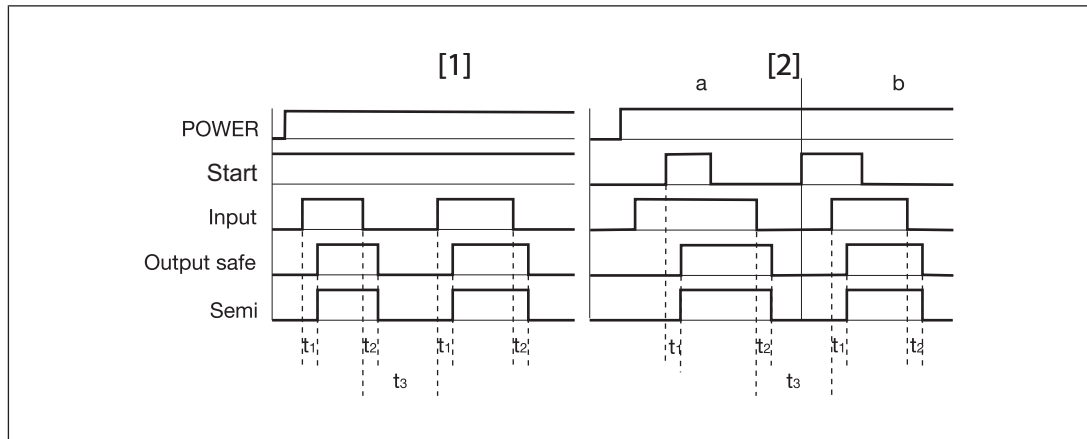 [1] [2]
a b
POWER
Start
Input
Output safe
Semi
t1 t2 t1 t2 t1 t2 t1 t2
t3 t3